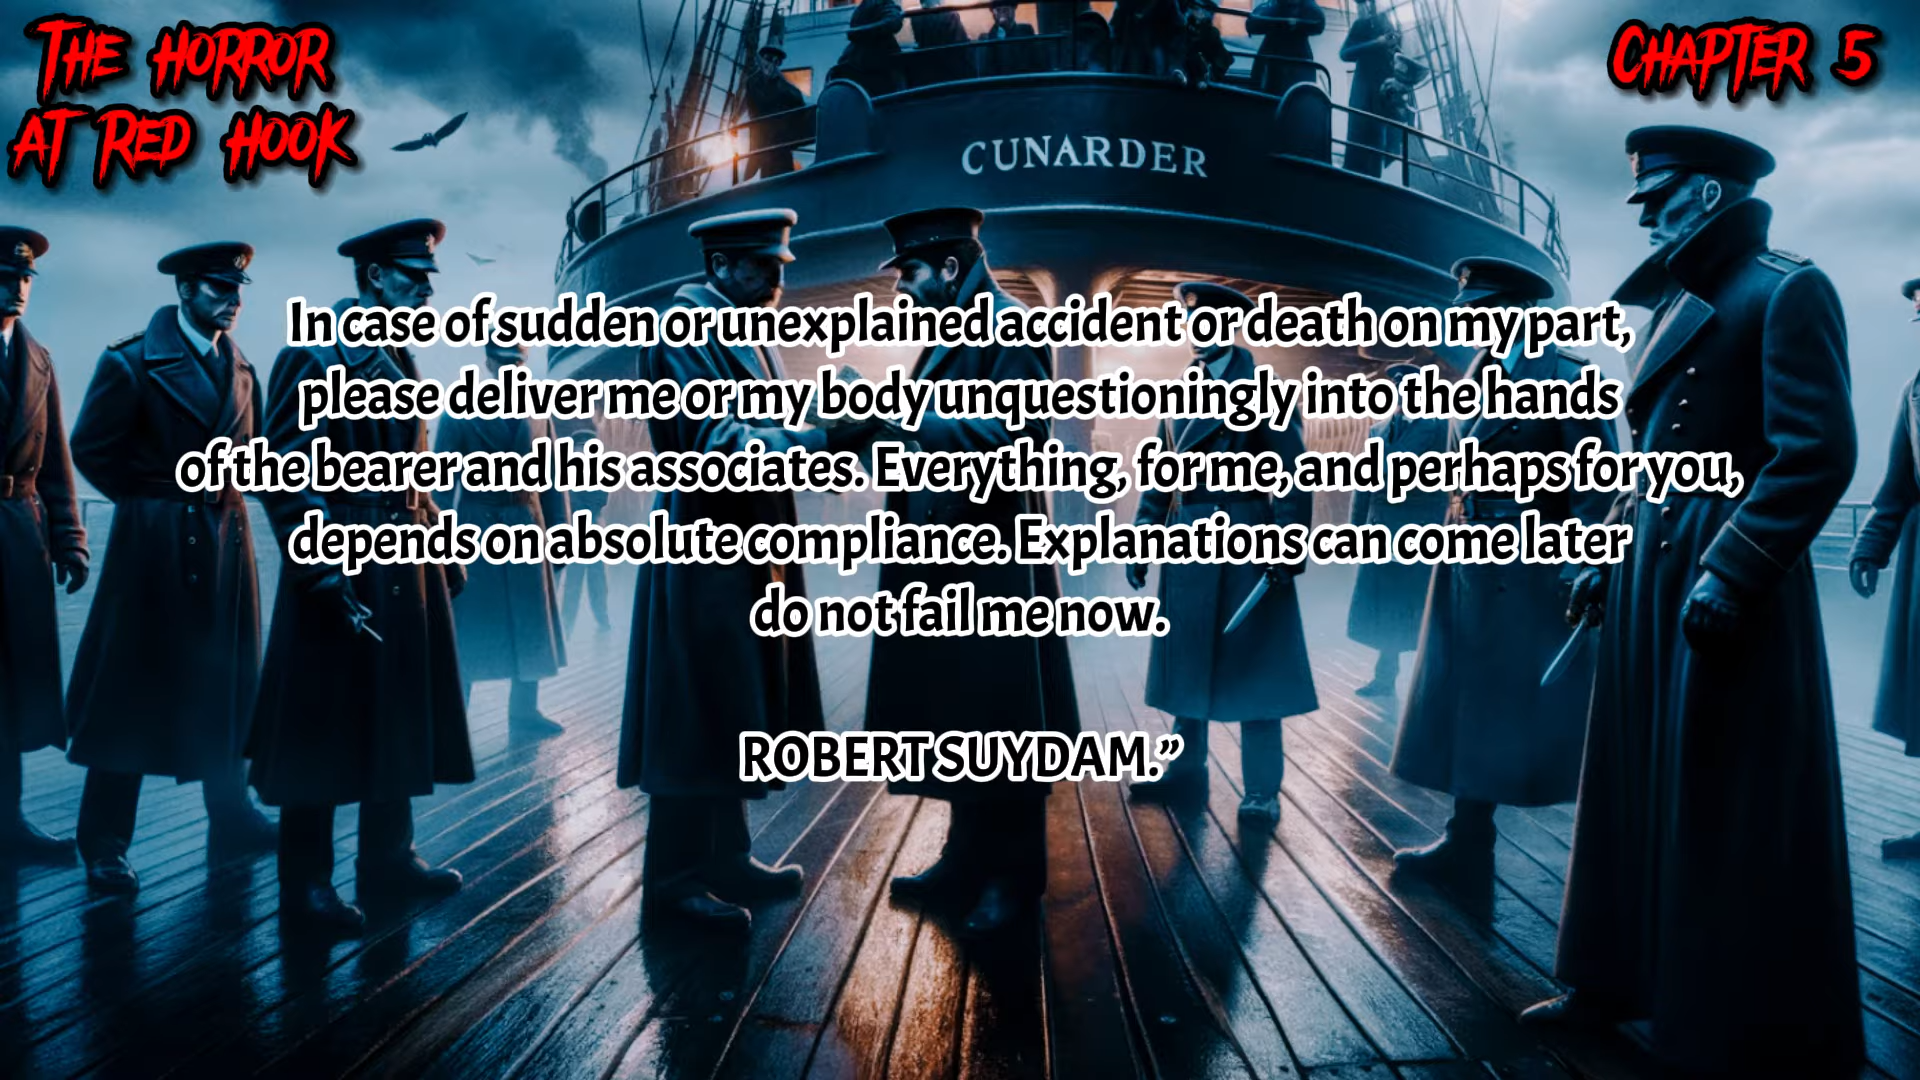 THE HORROR
AT RED HOOK
CHAPTER 5
CUNARDER
In case of sudden or unexplained accident or death on my part,
please deliver me or my body unquestioningly into the hands
of the bearer and his associates. Everything, for me, and perhaps for you,
depends on absolute compliance. Explanations can come later
do not fail me now.
ROBERT SUYDAM.”